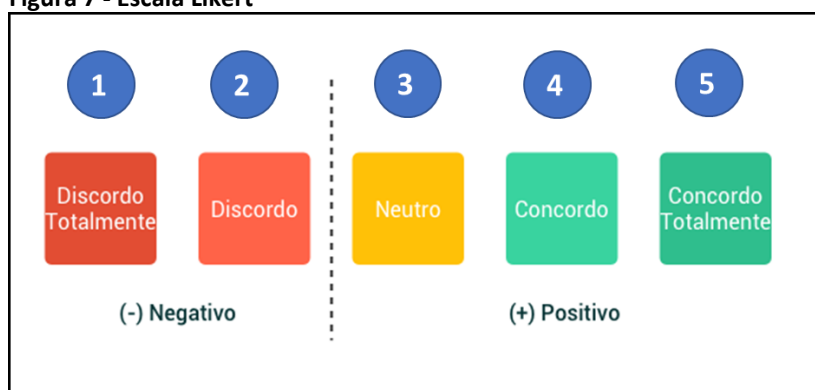 Figura 7 - Escala Likert
1 2 3 4 5
Discordo
Totalmente
Discordo
Neutro
Concordo
Concordo
Totalmente
(-) Negativo
(+) Positivo